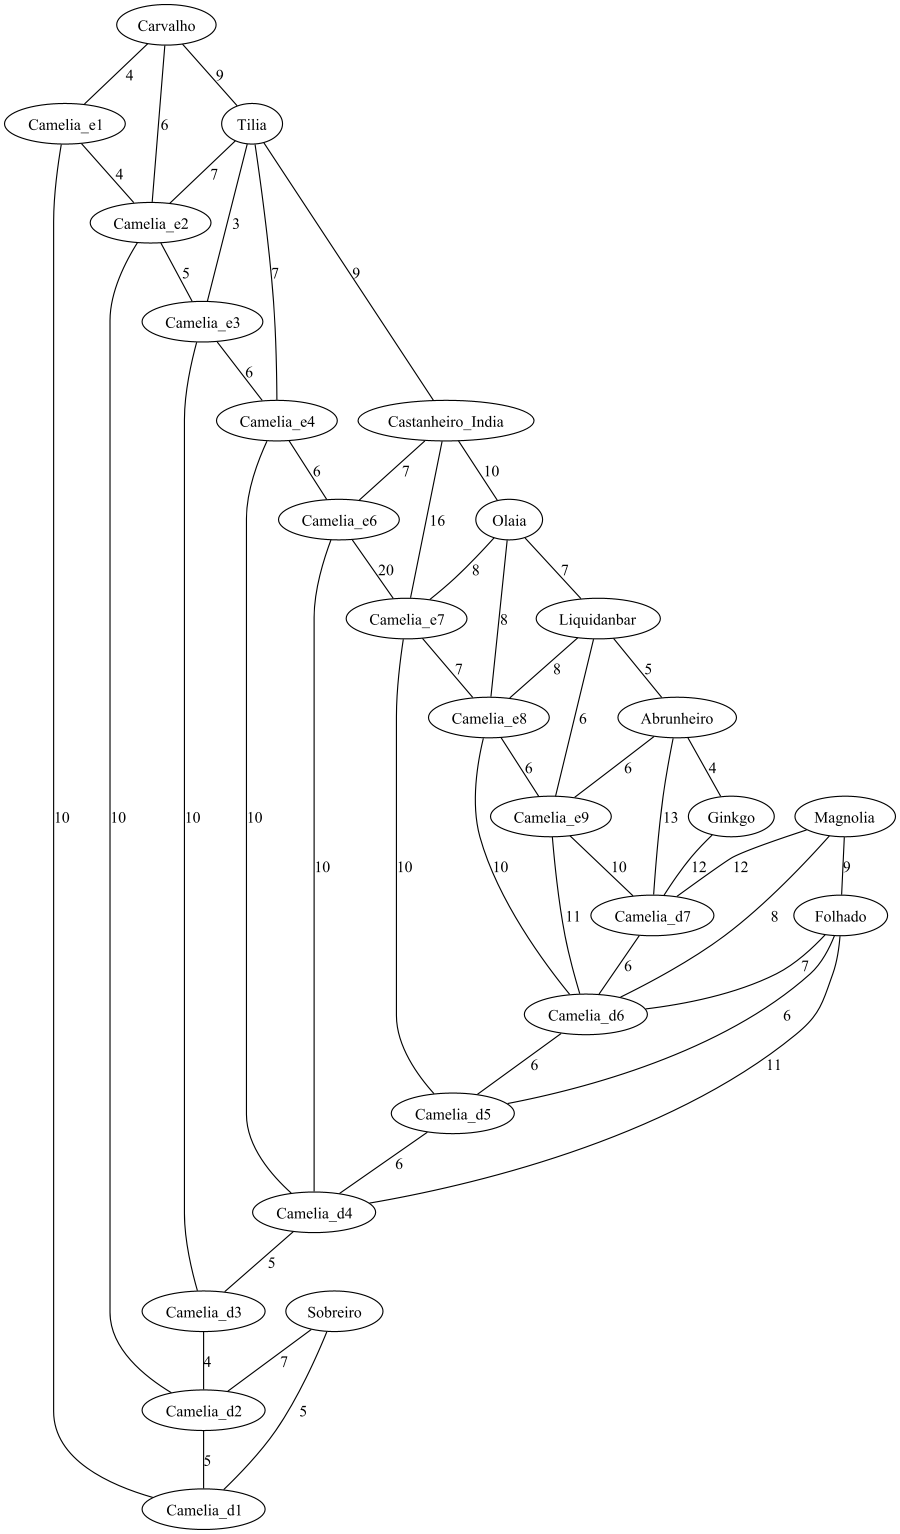 Carvalho
4
9
Camelia_e1
6
Tilia
4
7
Camelia_e2
3
5
7
9
Camelia_e3
6
Camelia_e4
Castanheiro_India
6
7
10
Camelia_e6
16
Olaia
20
8
7
Camelia_e7
8
Liquidanbar
7
8
5
Camelia_e8
6
Abrunheiro
6
6
4
10
10
10
10
Camelia_e9
13
Ginkgo
Magnolia
10
10
10
10
11
12
12
9
Camelia_d7
8
Folhado
6
7
Camelia_d6
6
6
11
Camelia_d5
6
Camelia_d4
5
Camelia_d3
Sobreiro
4
7
Camelia_d2
5
5
Camelia_d1